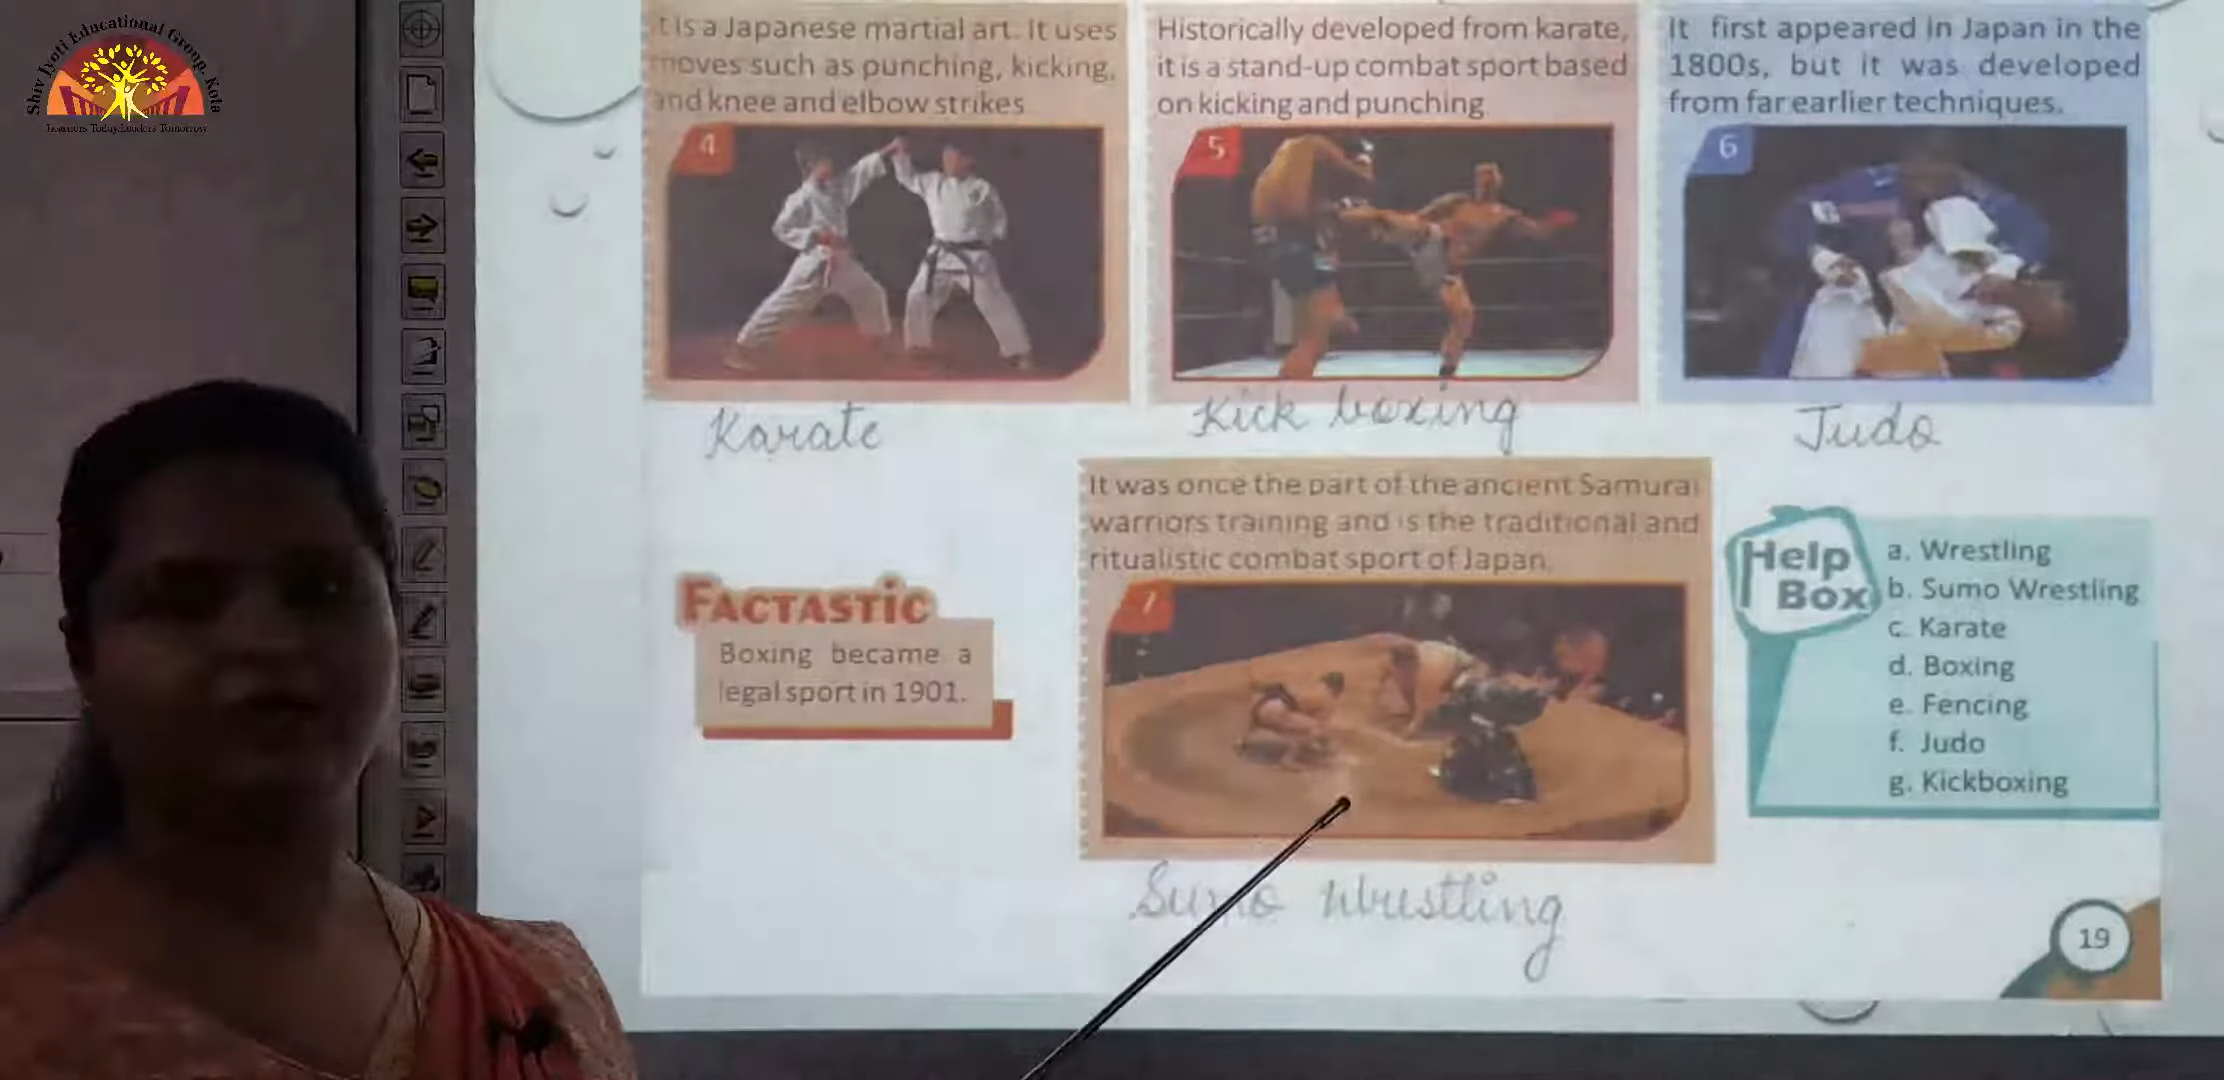 Shiv Jyoti Educational Group, Kota
Learners Today.Leaders Tomorrow
t is a Japanese martial art. It uses
moves such as punching, kicking,
and knee and elbow strikes
4
Karate
Historically developed from karate,
it is a stand-up combat sport based
on kicking and punching
5
Kick boxing
It first appeared in Japan in the
1800s, but it was developed
from far earlier techniques.
6
Judo
FACTASTIC
Boxing became a
legal sport in 1901.
It was once the part of the ancient Samurai
warriors training and is the traditional and
ritualistic combat sport of Japan.
7
Sumo Wrestling
Help
Box
a. Wrestling
b. Sumo Wrestling
c. Karate
d. Boxing
e. Fencing
f. Judo
g. Kickboxing
19